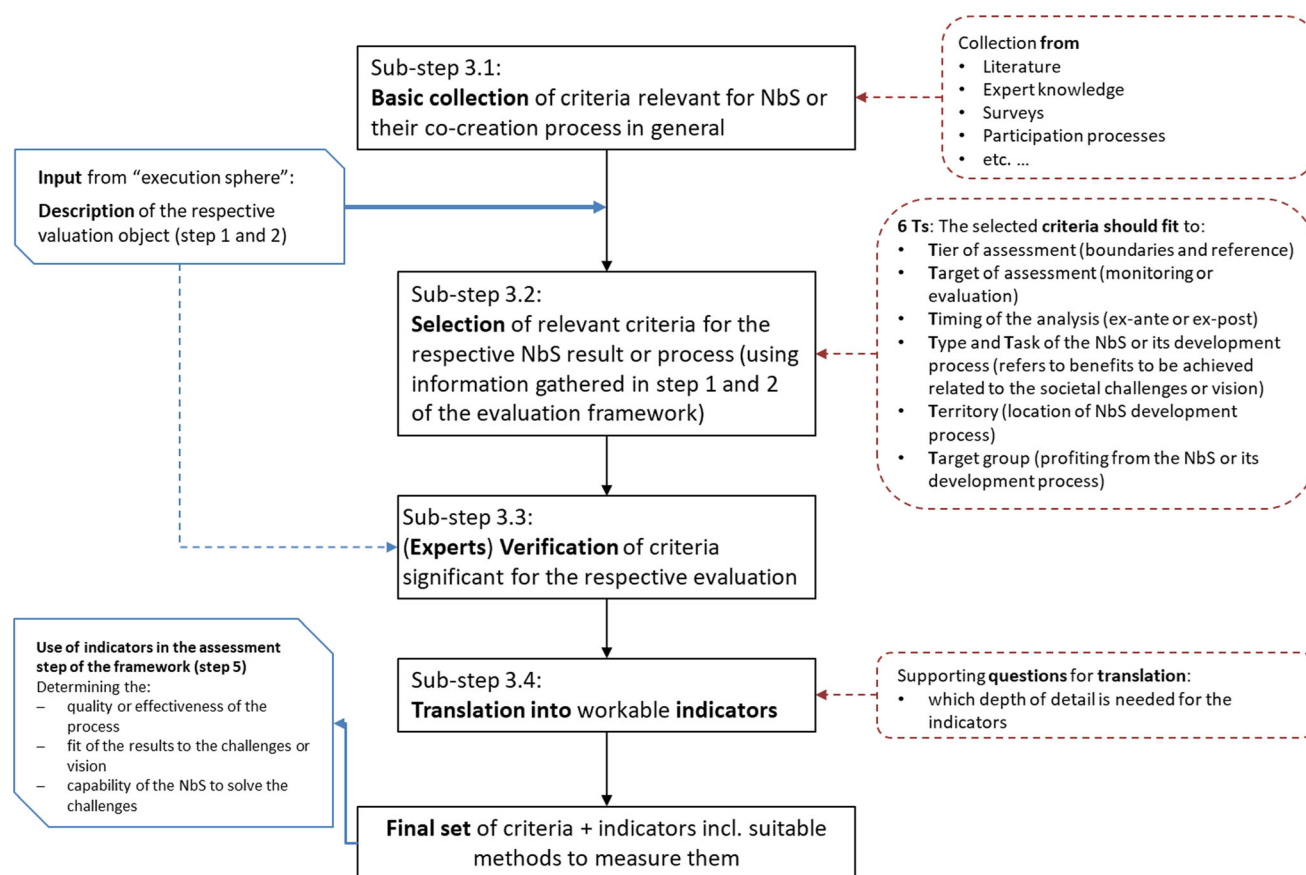 Sub-step 3.1:
Basic collection of criteria relevant for NbS or
their co-creation process in general
Collection from
• Literature
• Expert knowledge
• Surveys
• Participation processes
• etc. ...
Input from “execution sphere”:
Description of the respective
valuation object (step 1 and 2)
6 Ts: The selected criteria should fit to:
• Tier of assessment (boundaries and reference)
• Target of assessment (monitoring or
evaluation)
• Timing of the analysis (ex-ante or ex-post)
• Type and Task of the NbS or its development
process (refers to benefits to be achieved
related to the societal challenges or vision)
• Territory (location of NbS development
process)
• Target group (profiting from the NbS or its
development process)
Sub-step 3.2:
Selection of relevant criteria for the
respective NbS result or process (using
information gathered in step 1 and 2
of the evaluation framework)
Sub-step 3.3:
(Experts) Verification of criteria
significant for the respective evaluation
Use of indicators in the assessment
step of the framework (step 5)
Determining the:
– quality or effectiveness of the
process
– fit of the results to the challenges or
vision
– capability of the NbS to solve the
challenges
Sub-step 3.4:
Translation into workable indicators
Supporting questions for translation:
• which depth of detail is needed for the
indicators
Final set of criteria + indicators incl. suitable
methods to measure them